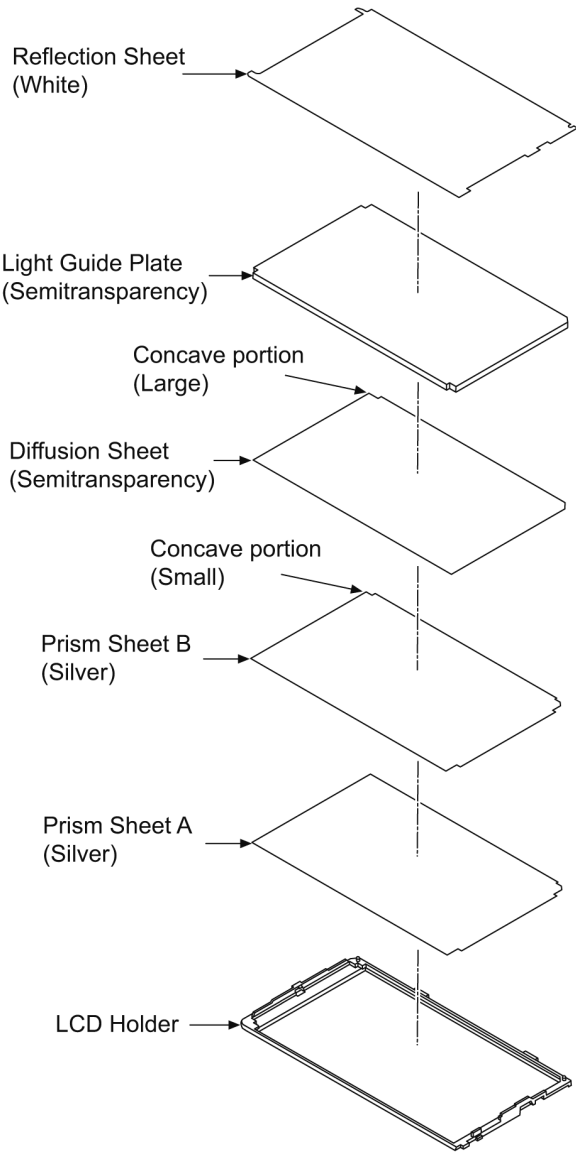 Reflection Sheet
(White)
Light Guide Plate
(Semitransparency)
Concave portion
(Large)
Diffusion Sheet
(Semitransparency)
Concave portion
(Small)
Prism Sheet B
(Silver)
Prism Sheet A
(Silver)
LCD Holder